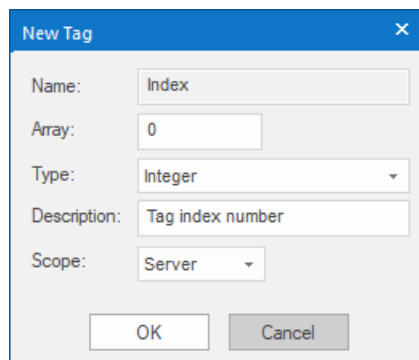 New Tag
Name: Index
Array: 0
Type: Integer
Description: Tag index number
Scope: Server
OK Cancel